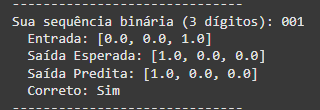 ------------------------------
Sua sequência binária (3 dígitos): 001
Entrada: [0.0, 0.0, 1.0]
Saída Esperada: [1.0, 0.0, 0.0]
Saída Predita: [1.0, 0.0, 0.0]
Correto: Sim
------------------------------